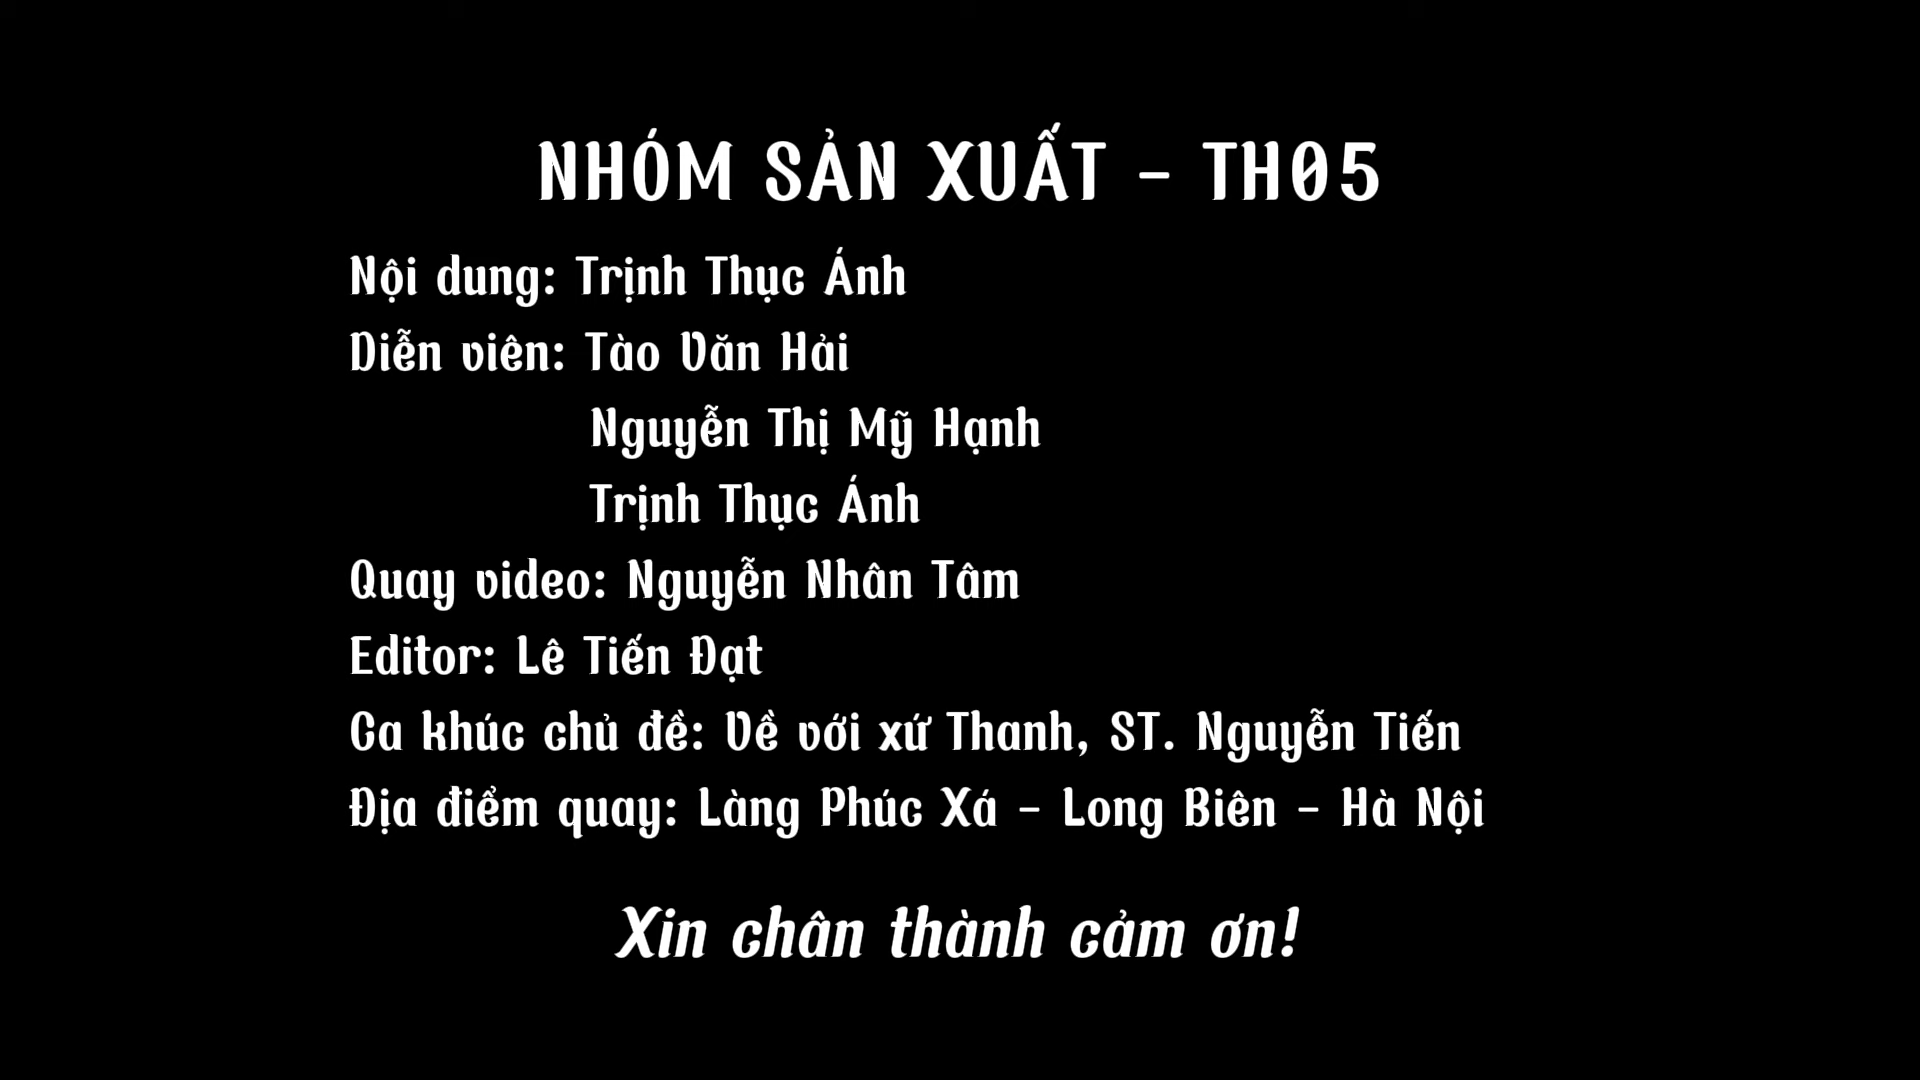 NHÓM SẢN XUẤT - TH05
Nội dung: Trịnh Thục Ánh
Diễn viên: Tào Văn Hải
Nguyễn Thị Mỹ Hạnh
Trịnh Thục Ánh
Quay video: Nguyễn Nhân Tâm
Editor: Lê Tiến Đạt
Ca khúc chủ đề: Về với xứ Thanh, ST. Nguyễn Tiến
Địa điểm quay: Làng Phúc Xá - Long Biên - Hà Nội
Xin chân thành cảm ơn!